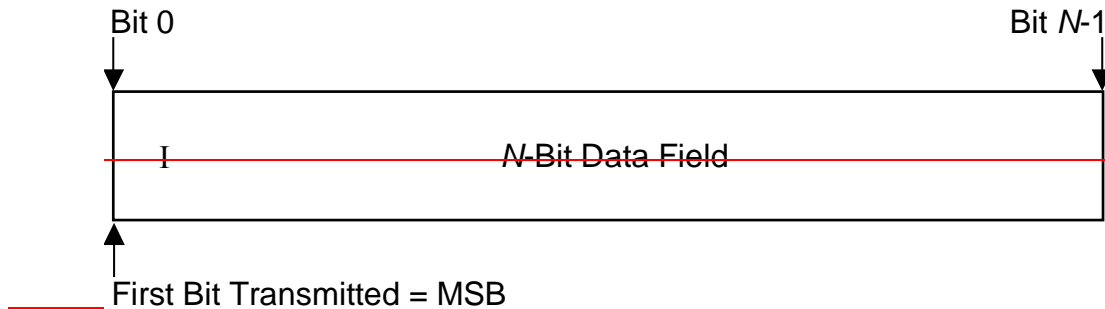 Bit 0 Bit N-1
I N-Bit Data Field
First Bit Transmitted = MSB